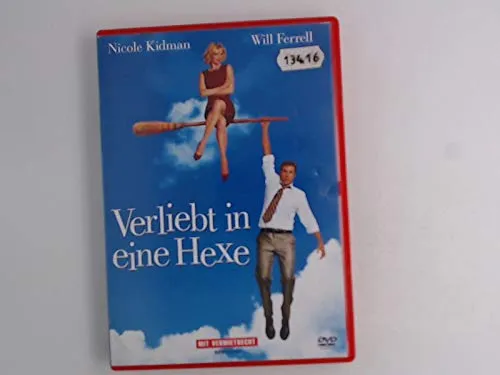 Nicole Kidman
Will Ferrell
13416
Verliebt in
eine Hexe
MIT VERMIETRECHT
DVD